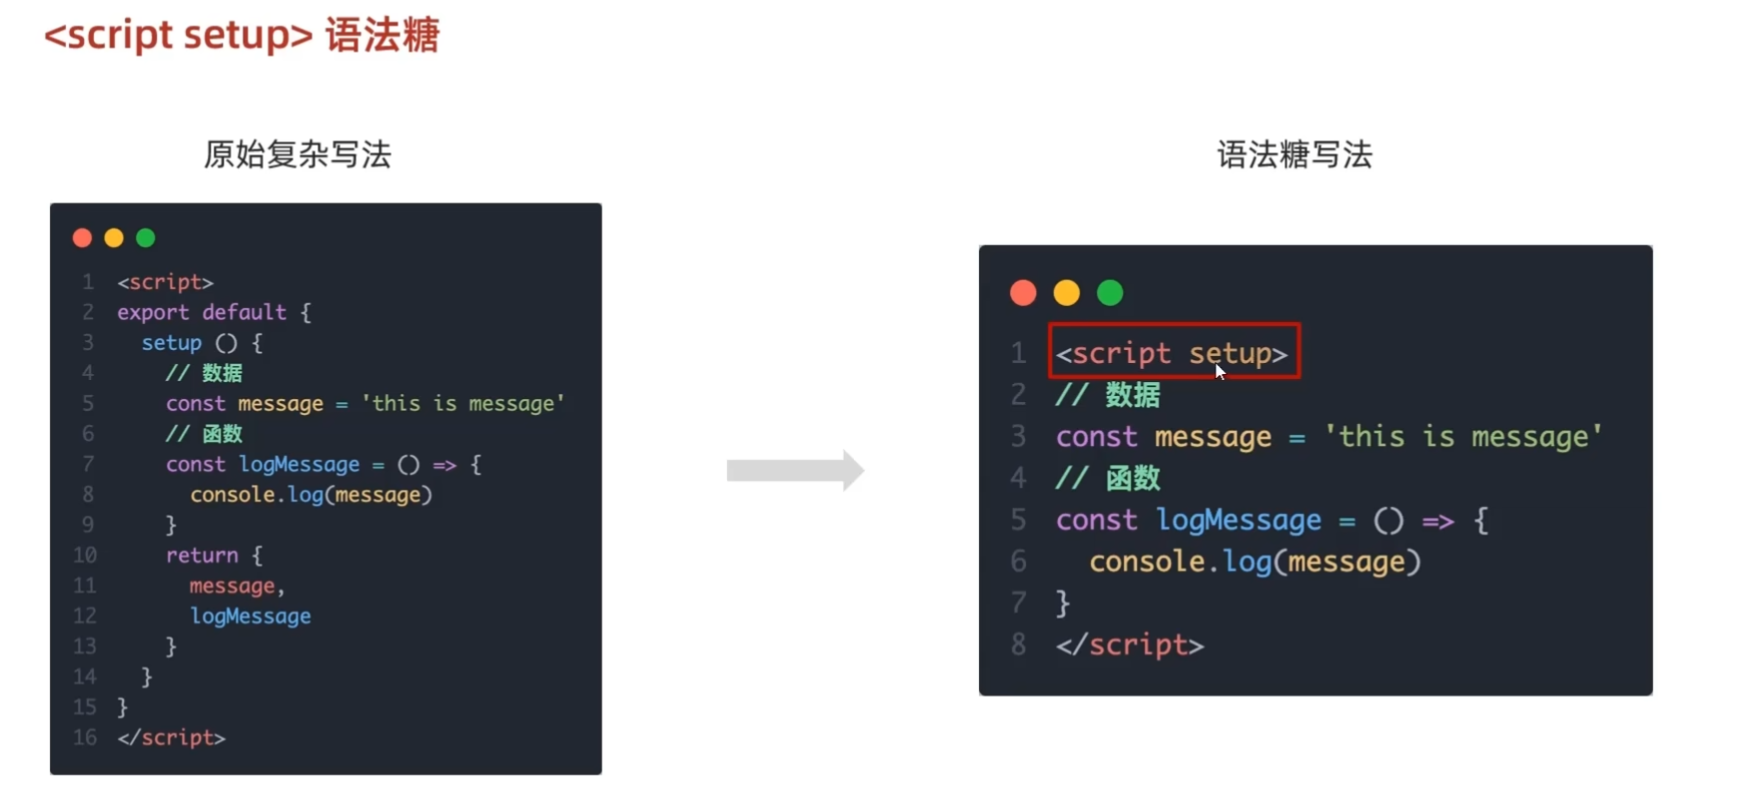 <script setup> 语法糖
原始复杂写法
1 <script>
2 export default {
3   setup () {
4     // 数据
5     const message = 'this is message'
6     // 函数
7     const logMessage = () => {
8       console.log(message)
9     }
10     return {
11       message,
12       logMessage
13     }
14   }
15 }
16 </script>
语法糖写法
1 <script setup>
2 // 数据
3 const message = 'this is message'
4 // 函数
5 const logMessage = () => {
6   console.log(message)
7 }
8 </script>